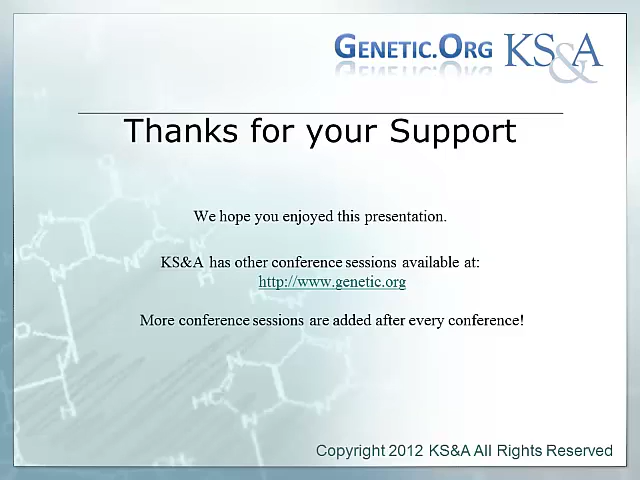 GENETIC.ORG KS&A
Thanks for your Support
We hope you enjoyed this presentation.
KS&A has other conference sessions available at:
http://www.genetic.org
More conference sessions are added after every conference!
Copyright 2012 KS&A All Rights Reserved